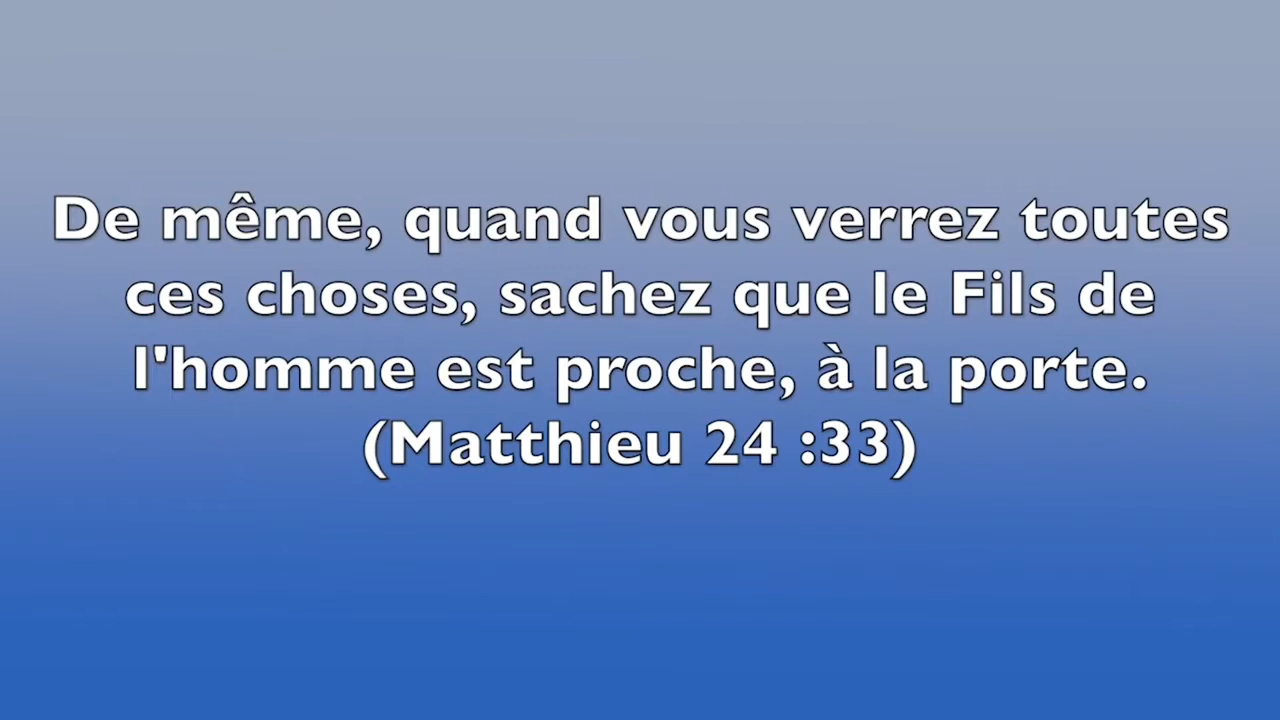 De même, quand vous verrez toutes
ces choses, sachez que le Fils de
l'homme est proche, à la porte.
(Matthieu 24 :33)